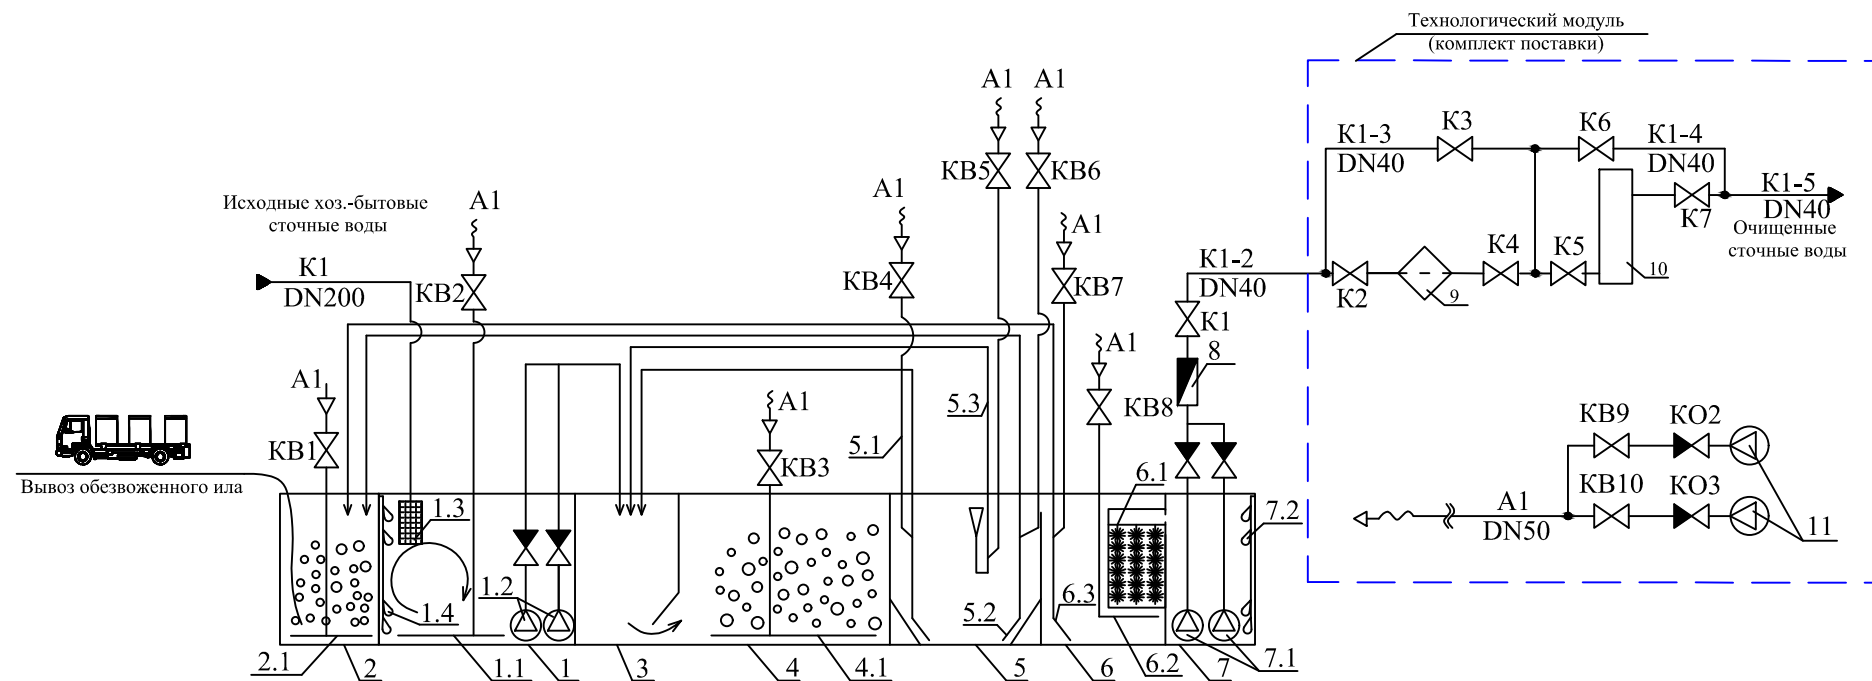 Технологический модуль
(комплект поставки)
А1
А1
К3
К6
К1-3
DN40
К1-4
DN40
КВ5
КВ6
А1
Исходные хоз.-бытовые
сточные воды
А1
А1
К1-5
DN40
К7
Очищенные
сточные воды
К1
DN200
КВ2
КВ4
КВ7
К1-2
DN40
К2
9
К4
К5
10
К1
8
А1
А1
А1
5.3
КВ8
КВ9
КО2
КВ1
5.1
КВ3
6.1
КВ10
КО3
Вывоз обезвоженного ила
1.3
7.2
А1
DN50
11
1.4
1.2
5.2
6.3
2.1
2
1.1
1
3
4
4.1
5
6
6.2
7
7.1